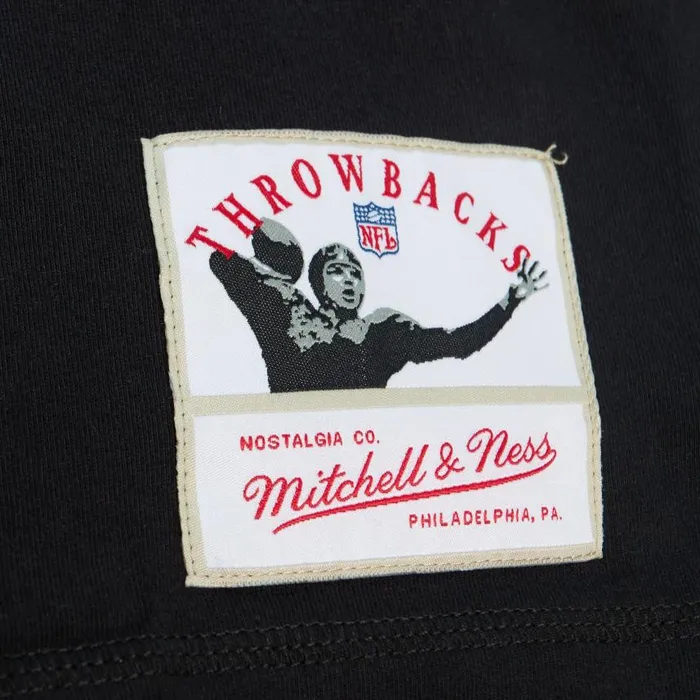 THROWBACKS
NFL
NOSTALGIA CO.
Mitchell & Ness
PHILADELPHIA, PA.